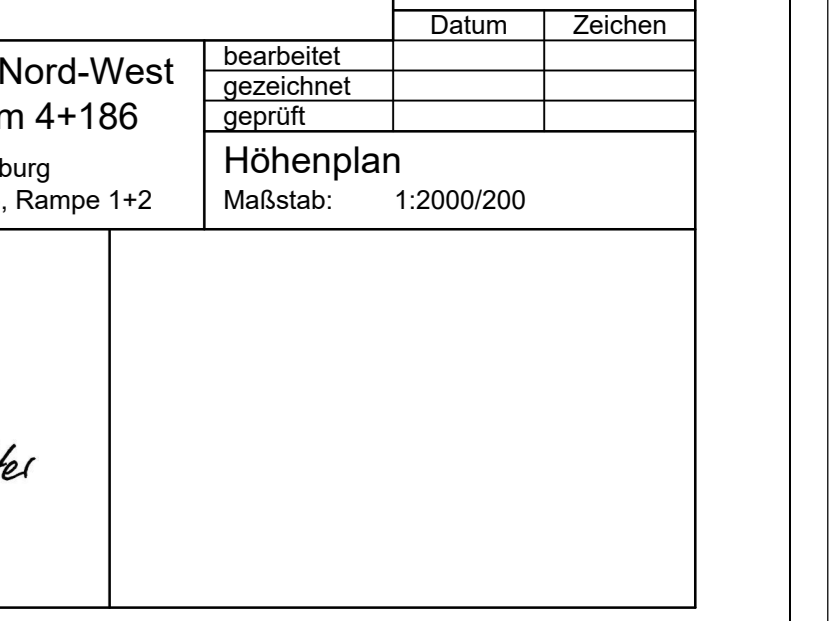 Datum Zeichen
Nord-West
m 4+186
burg
, Rampe 1+2
bearbeitet
gezeichnet
geprüft
Höhenplan
Maßstab: 1:2000/200